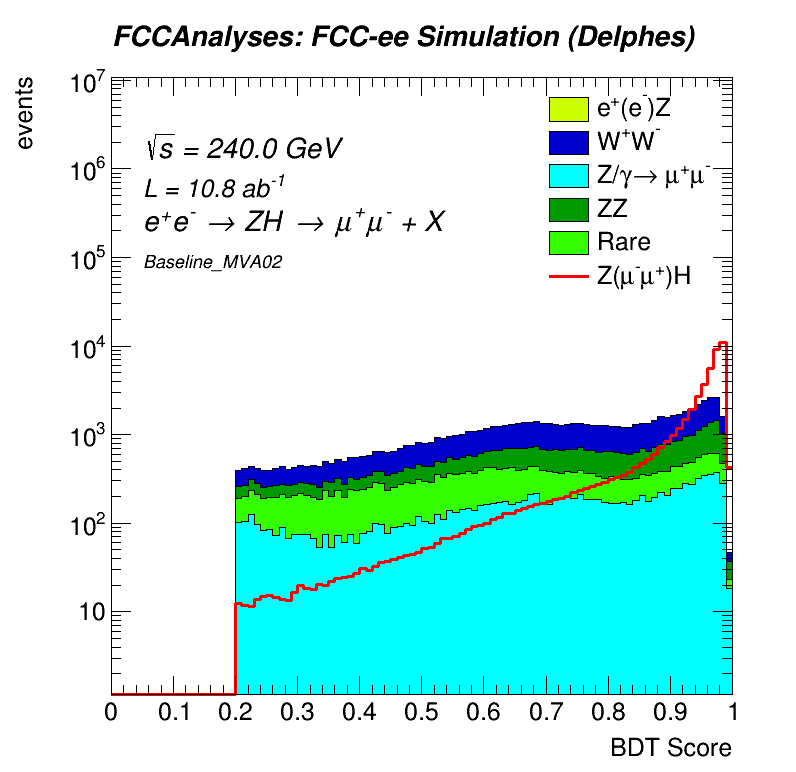 FCCAnalyses: FCC-ee Simulation (Delphes)
events
10⁷
10⁶
10⁵
10⁴
10³
10²
10
√s = 240.0 GeV
L = 10.8 ab⁻¹
e⁺e⁻ → ZH → μ⁺μ⁻ + X
Baseline_MVA02
e⁺(e⁻)Z
W⁺W⁻
Z/γ→ μ⁺μ⁻
ZZ
Rare
Z(μ⁻μ⁺)H
0 0.1 0.2 0.3 0.4 0.5 0.6 0.7 0.8 0.9 1
BDT Score